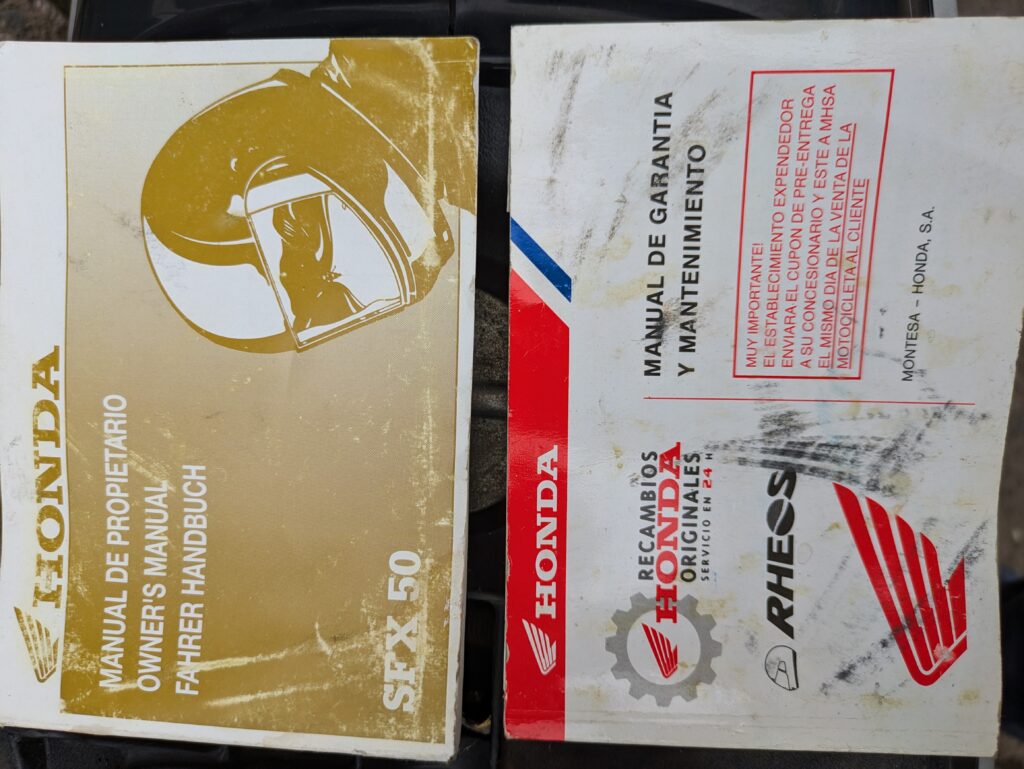 HONDA
MANUAL DE PROPIETARIO
OWNER'S MANUAL
FAHRER HANDBUCH
SFX 50
HONDA
RECAMBIOS
HONDA
ORIGINALES
SERVICIO EN 24 H
RHEOS
MANUAL DE GARANTIA
Y MANTENIMIENTO
MUY IMPORTANTE!
EL ESTABLECIMIENTO EXPENDEDOR
ENVIARA EL CUPON DE PRE-ENTREGA
A SU CONCESIONARIO Y ESTE A MHSA
EL MISMO DIA DE LA VENTA DE LA
MOTOCICLETA AL CLIENTE
MONTESA – HONDA, S.A.